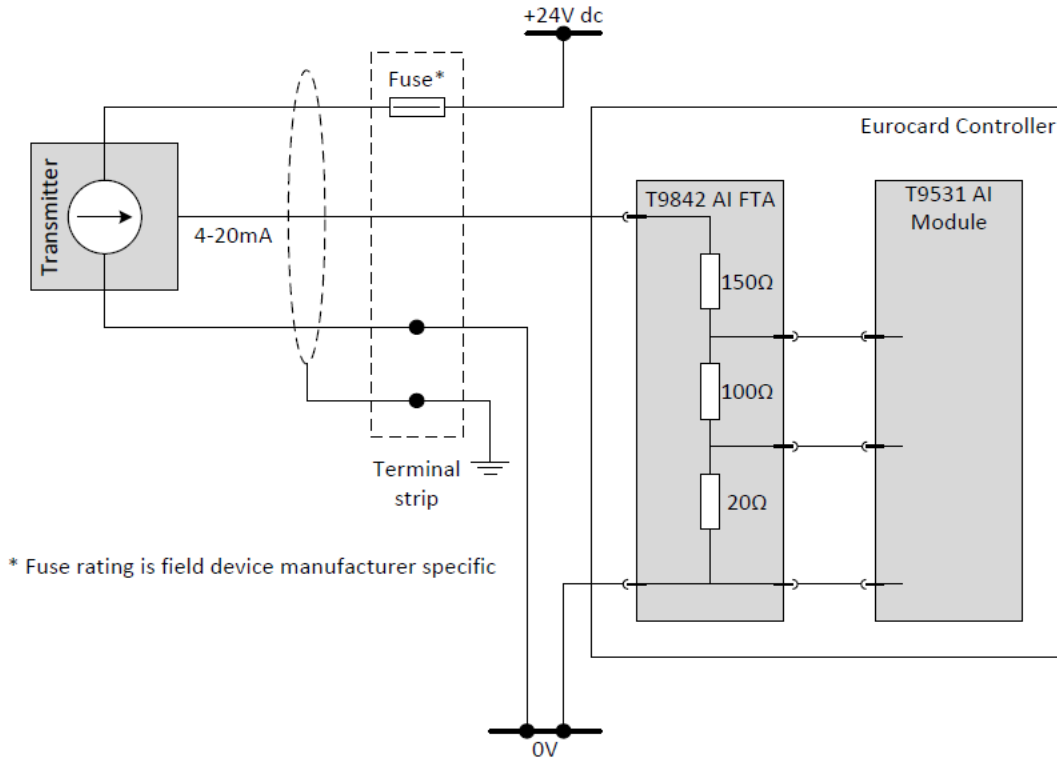 +24V dc
Fuse*
Eurocard Controller
Transmitter
T9842 AI FTA
T9531 AI
Module
4-20mA
150Ω
100Ω
20Ω
Terminal
strip
* Fuse rating is field device manufacturer specific
0V